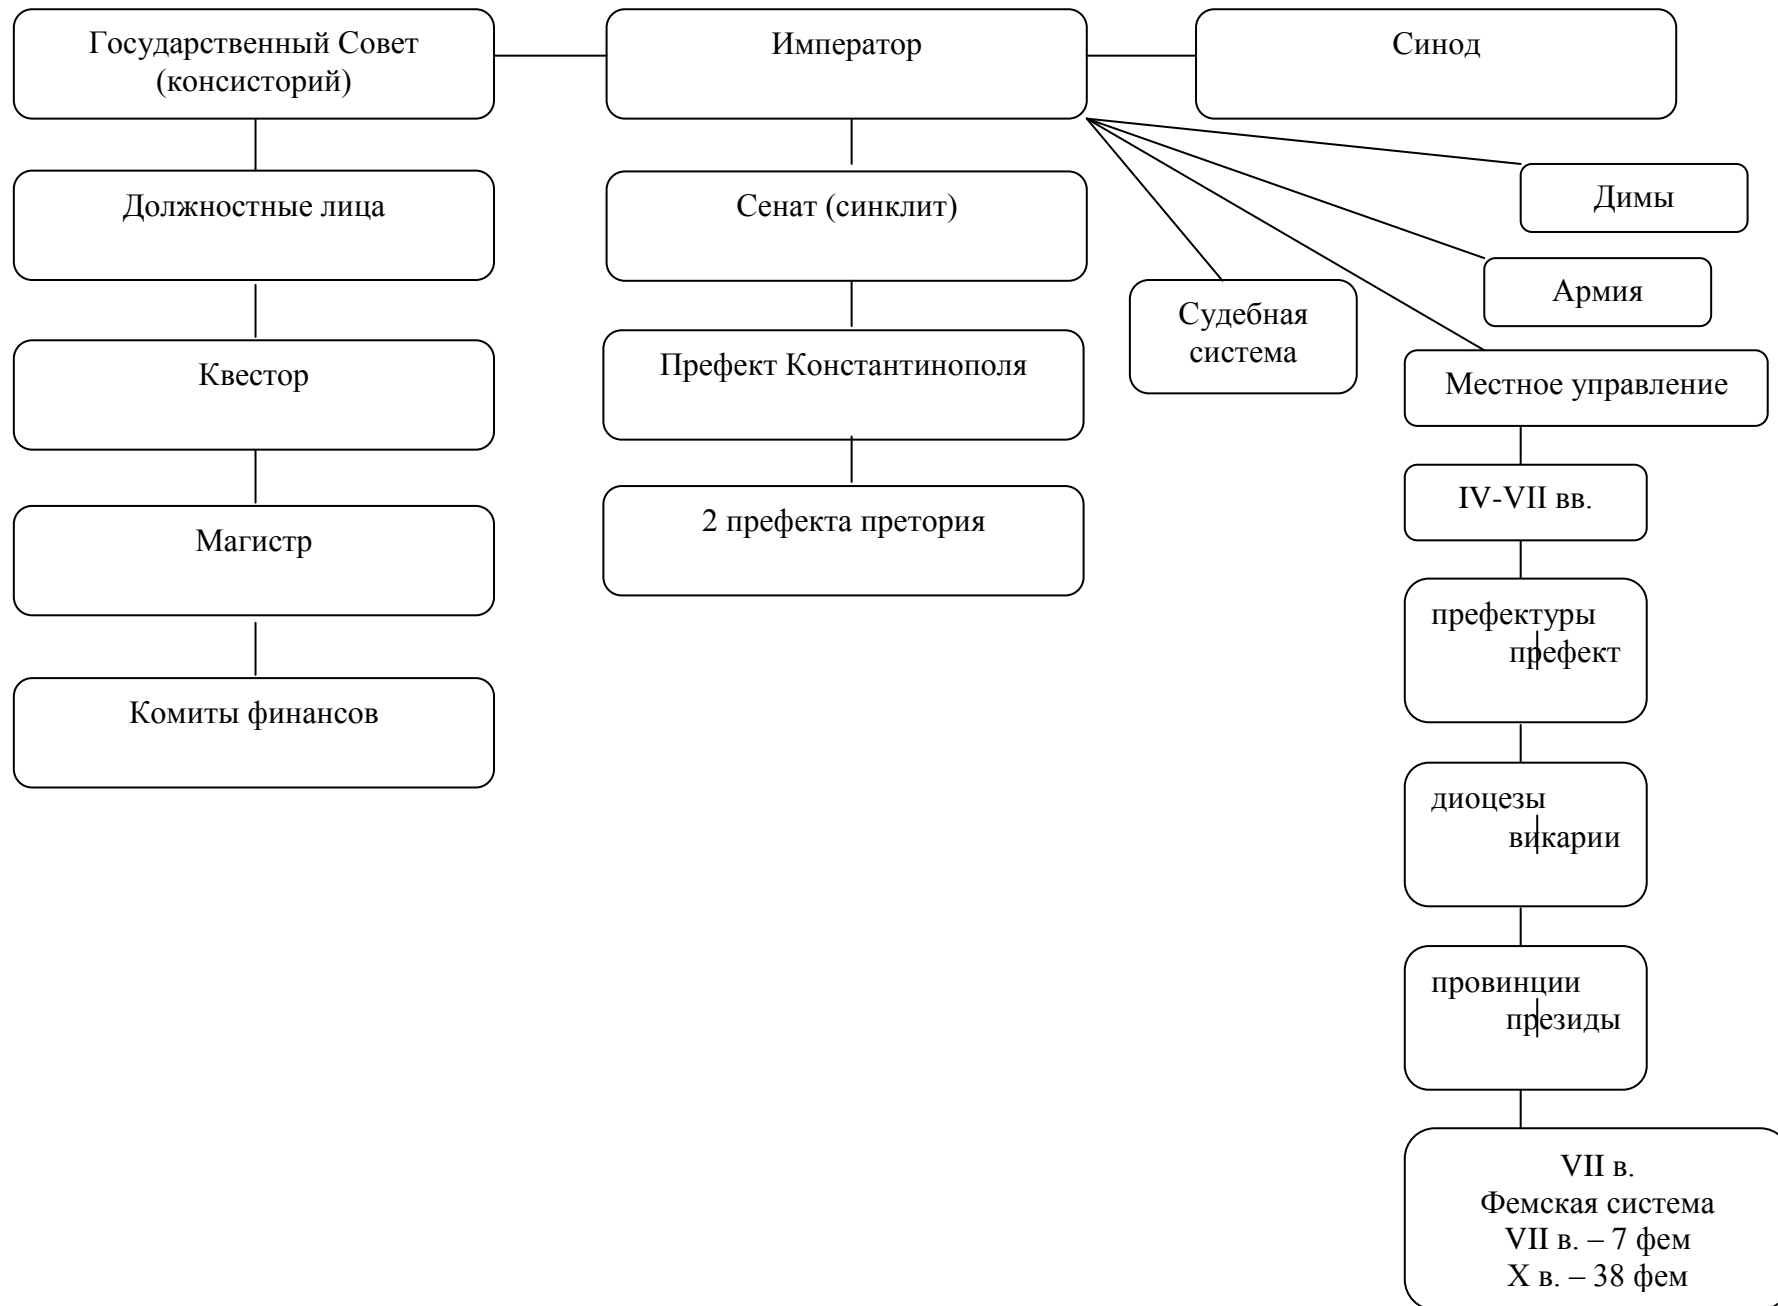 Государственный Совет
(консисторий)
Император
Синод
Должностные лица
Сенат (синклит)
Димы
Армия
Судебная
система
Квестор
Префект Константинополя
Местное управление
IV-VII вв.
Магистр
2 префекта претория
префектуры
префект
Комиты финансов
диоцезы
викарии
провинции
президы
VII в.
Фемская система
VII в. – 7 фем
X в. – 38 фем